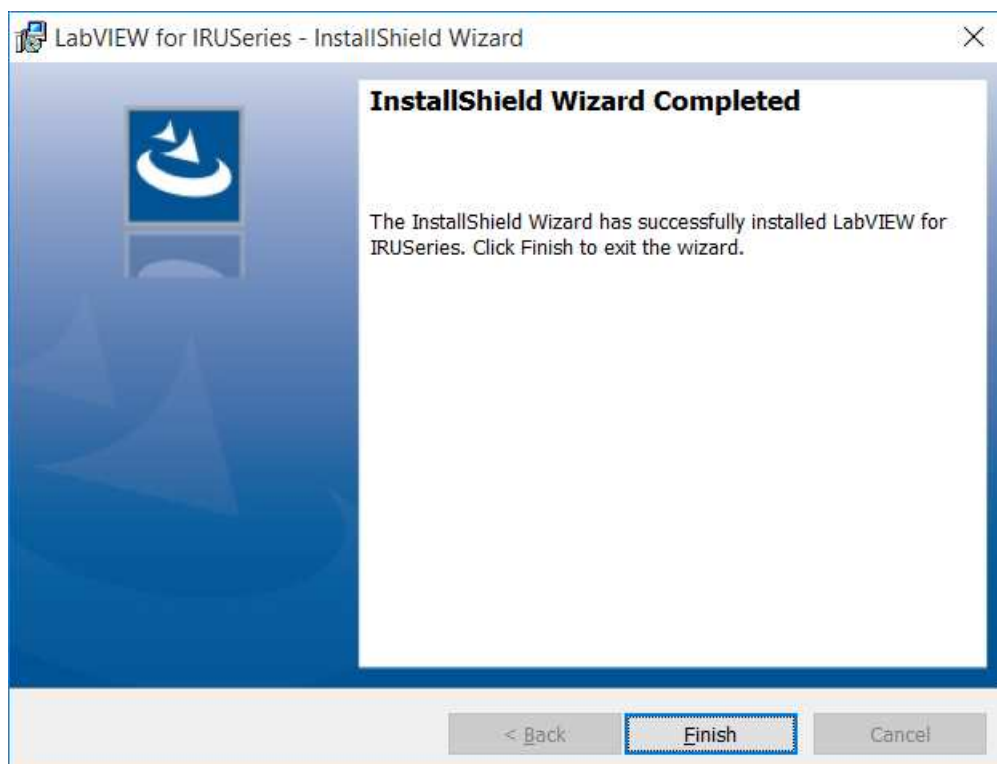 LabVIEW for IRUSeries - InstallShield Wizard
InstallShield Wizard Completed
The InstallShield Wizard has successfully installed LabVIEW for
IRUSeries. Click Finish to exit the wizard.
< Back
Finish
Cancel